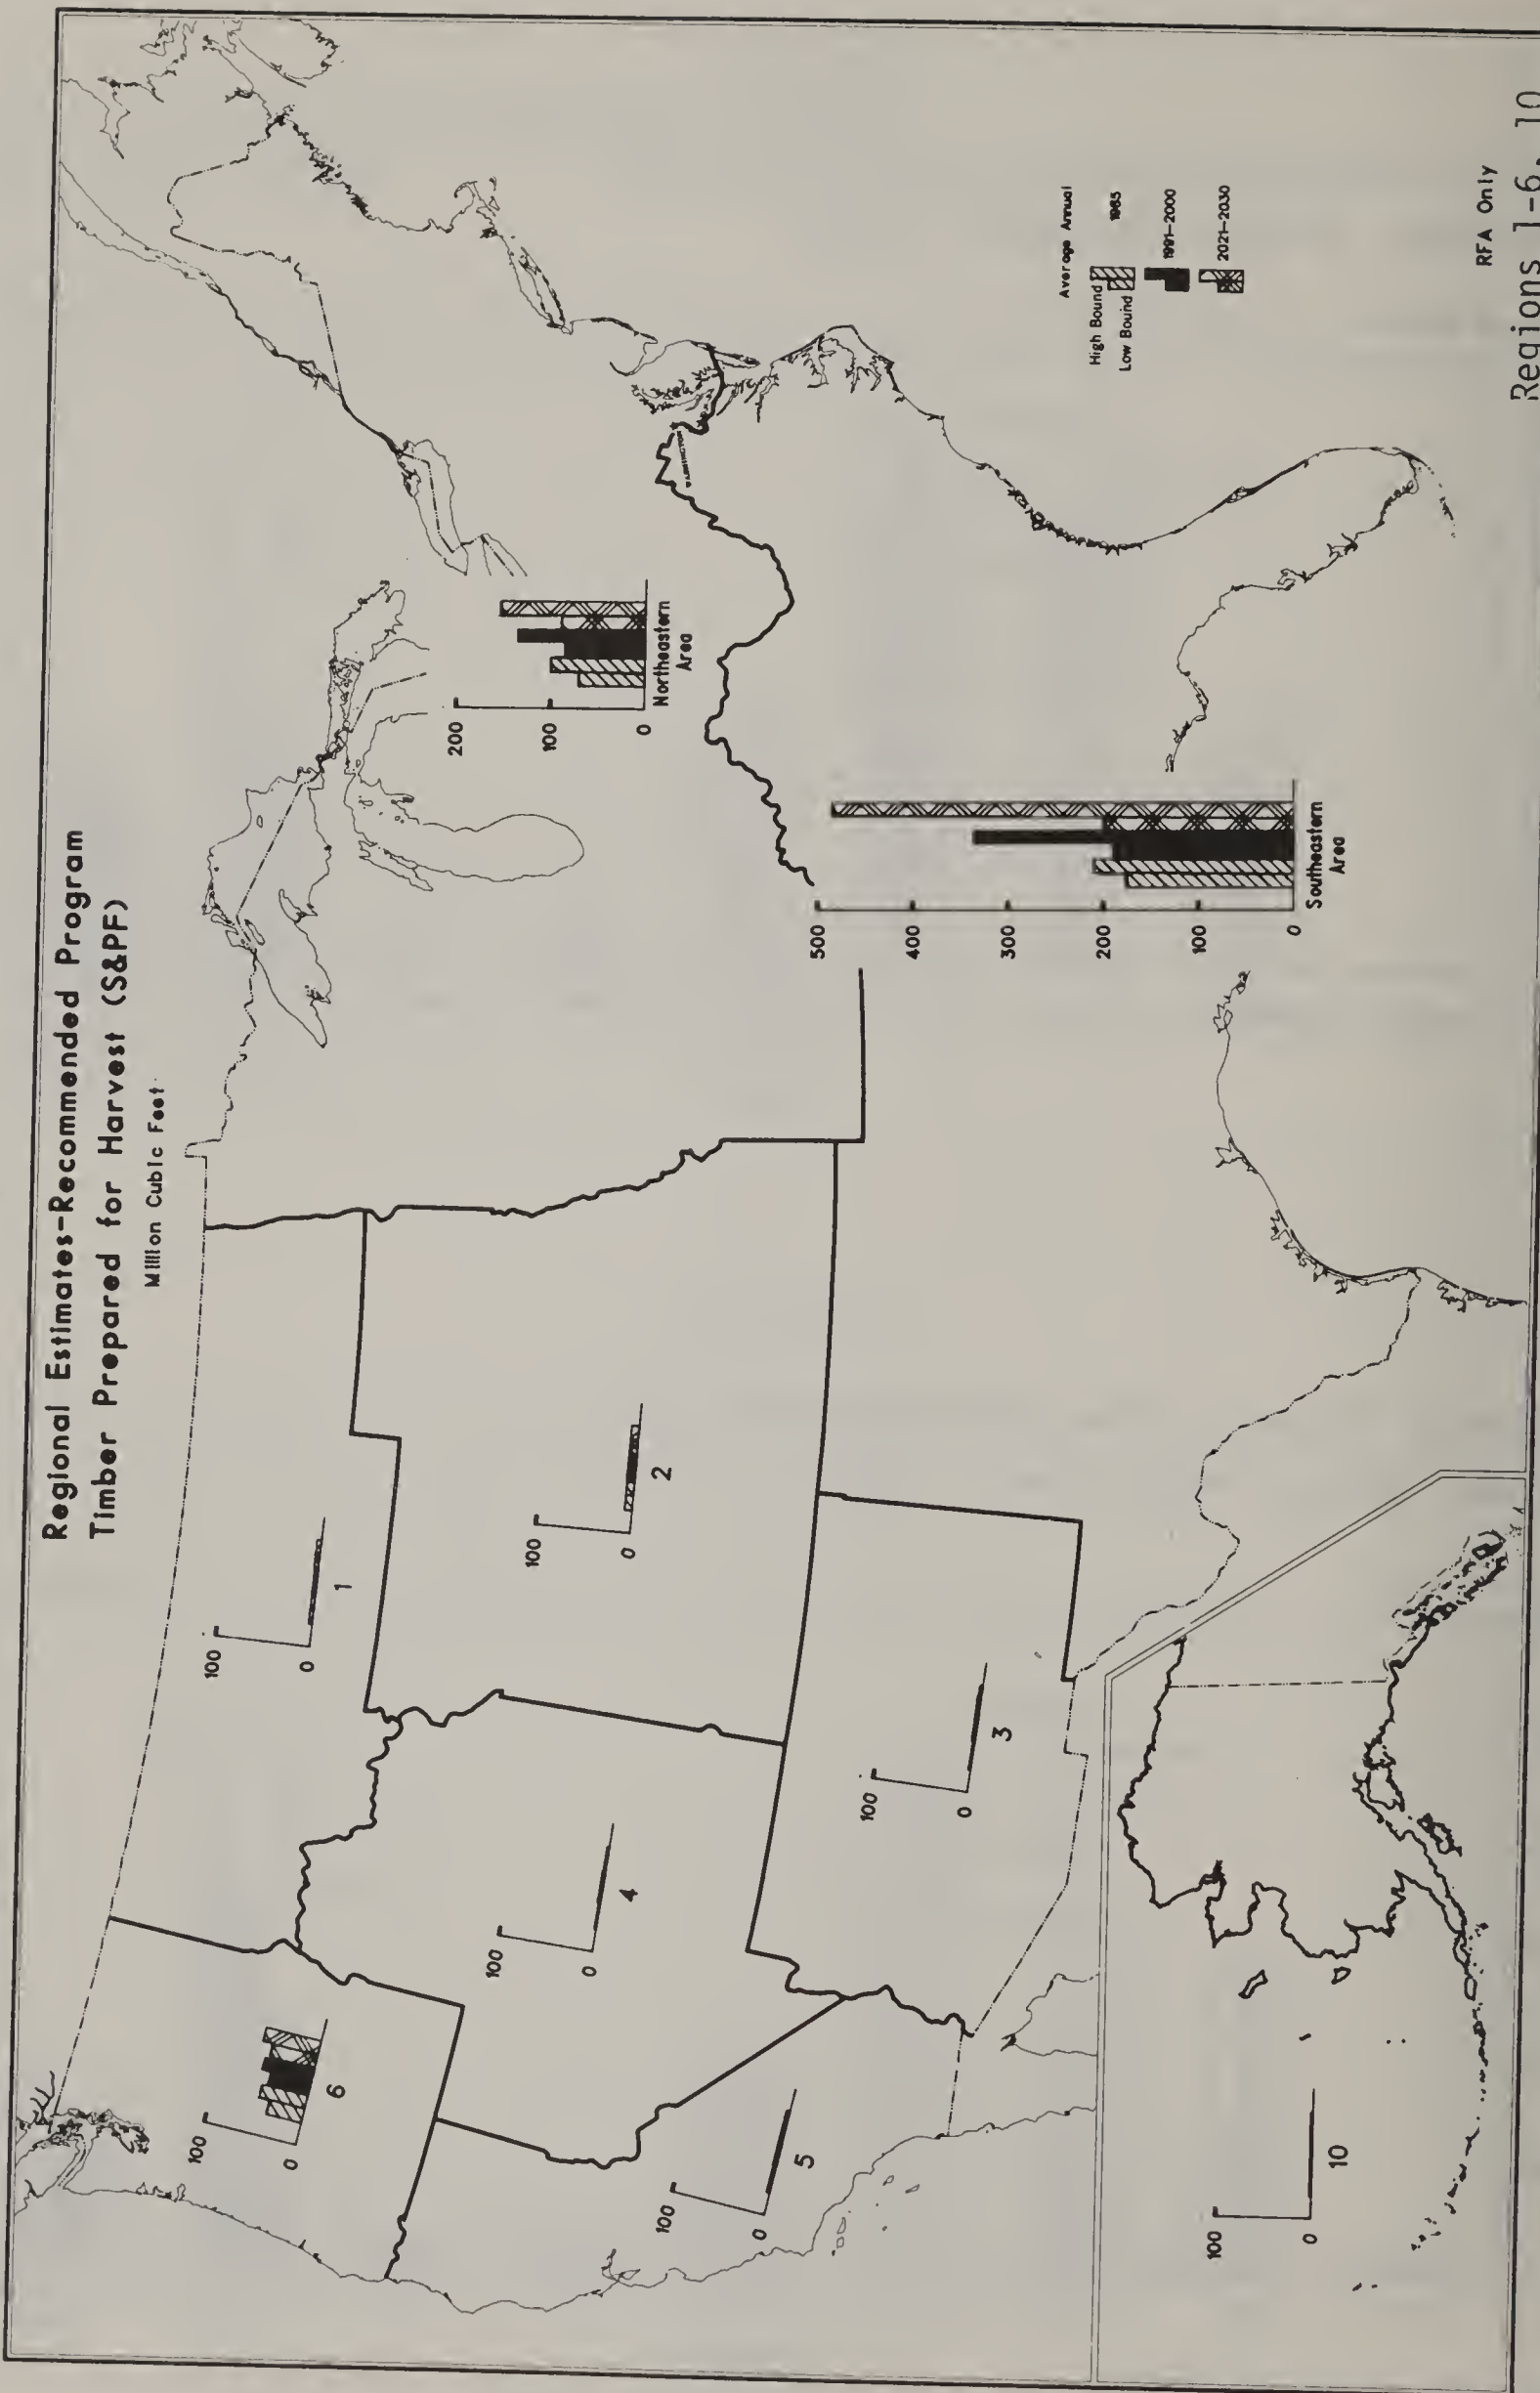 Regional Estimates-Recommended Program
Timber Prepared for Harvest (S&PF)
Million Cubic Feet
100
0
6
100
0
1
100
0
2
100
0
4
100
0
5
100
0
3
100
0
10
200
100
0
Northeastern
Area
500
400
300
200
100
0
Southeastern
Area
Average Annual
High Bound
Low Bound
1985
1991-2000
2021-2030
RFA Only
Regions 1-6, 10